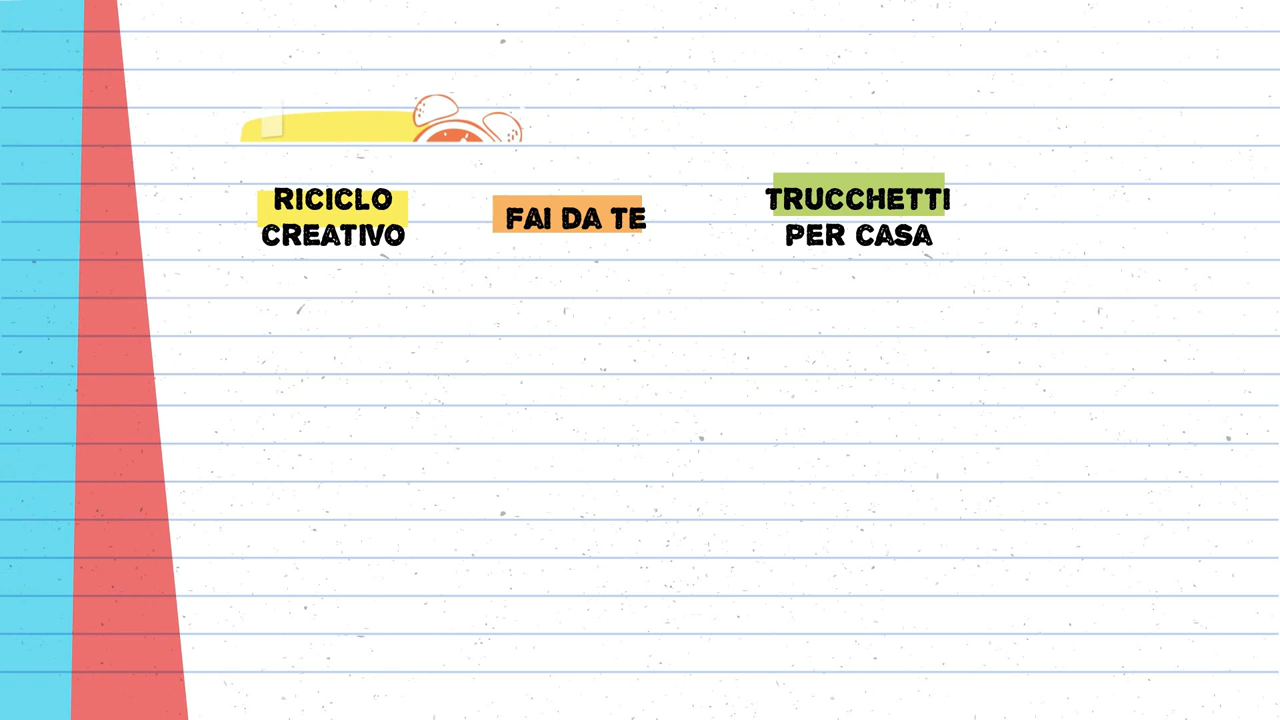 RICICLO
CREATIVO
FAI DA TE
TRUCCHETTI
PER CASA